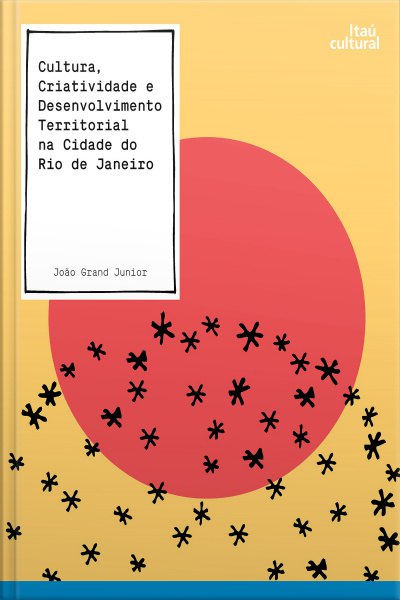 Itaú
cultural
Cultura,
Criatividade e
Desenvolvimento
Territorial
na Cidade do
Rio de Janeiro
João Grand Junior